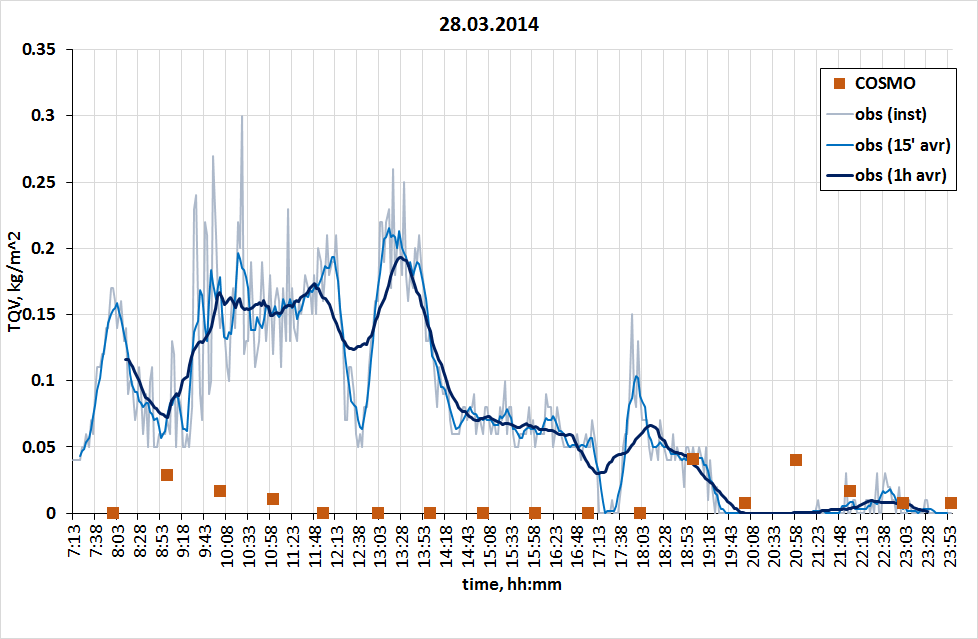 28.03.2014
0.35
0.3
0.25
0.2
0.15
0.1
0.05
0
TQV, kg/m^2
COSMO
obs (inst)
obs (15' avr)
obs (1h avr)
7:13 7:38 8:03 8:28 8:53 9:18 9:43 10:08 10:33 10:58 11:23 11:48 12:13 12:38 13:03 13:28 13:53 14:18 14:43 15:08 15:33 15:58 16:23 16:48 17:13 17:38 18:03 18:28 18:53 19:18 19:43 20:08 20:33 20:58 21:25 21:48 22:13 22:38 23:03 23:28 23:53
time, hh:mm